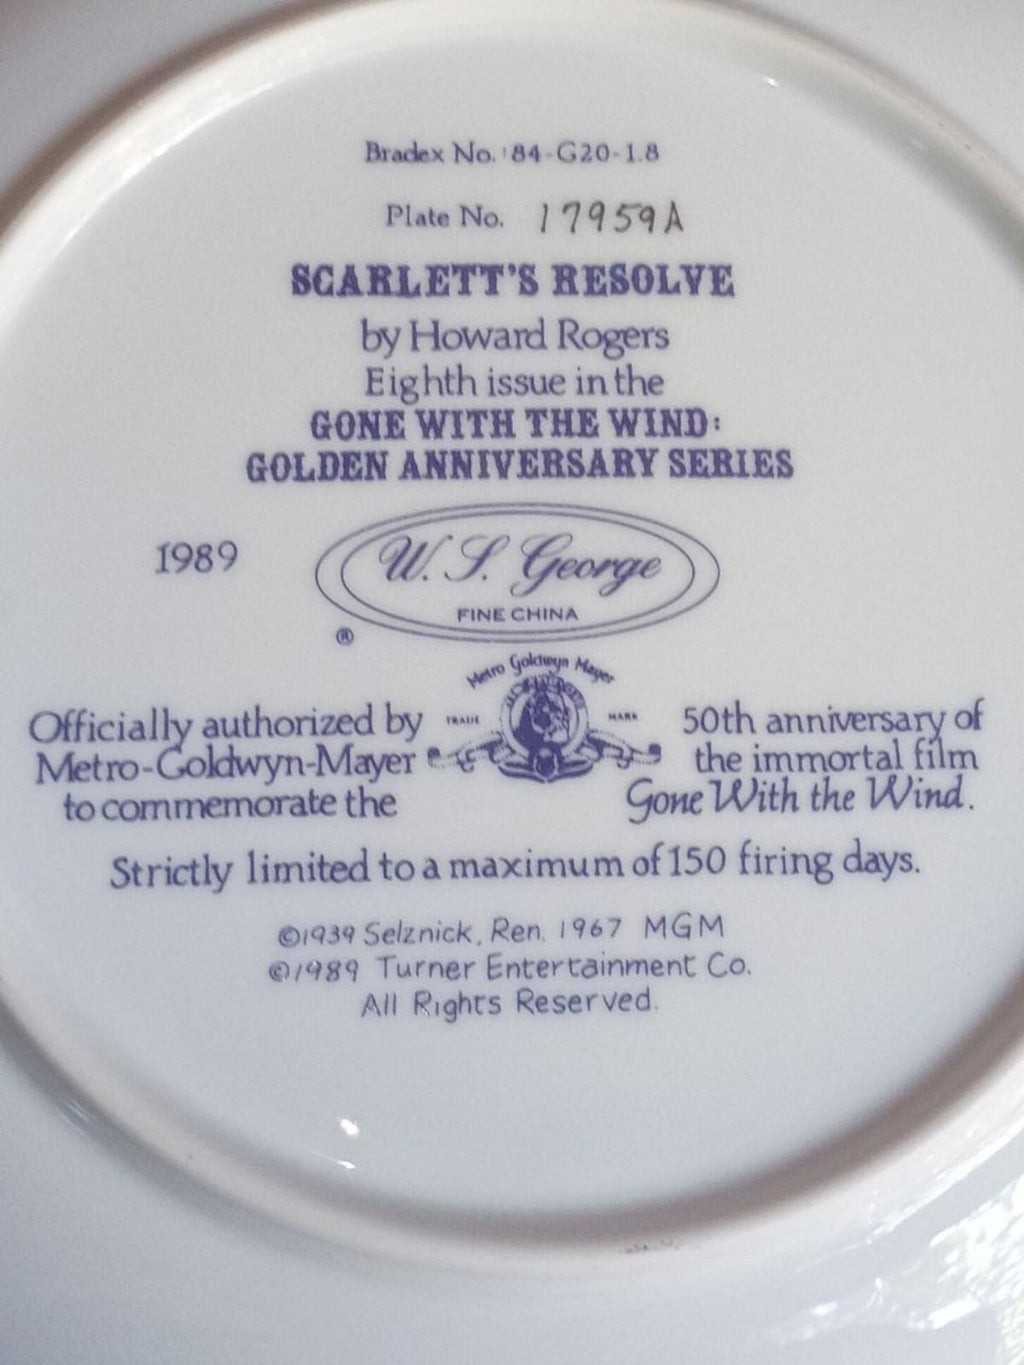 Bradex No. 84-G20-1.8
Plate No. 17959A
SCARLETT'S RESOLVE
by Howard Rogers
Eighth issue in the
GONE WITH THE WIND:
GOLDEN ANNIVERSARY SERIES
1989
W. S. George
FINE CHINA
®
Metro Goldwyn Mayer
TRADE MARK
Officially authorized by
Metro-Goldwyn-Mayer
to commemorate the
50th anniversary of
the immortal film
Gone With the Wind.
Strictly limited to a maximum of 150 firing days.
©1939 Selznick, Ren. 1967 MGM
©1989 Turner Entertainment Co.
All Rights Reserved.